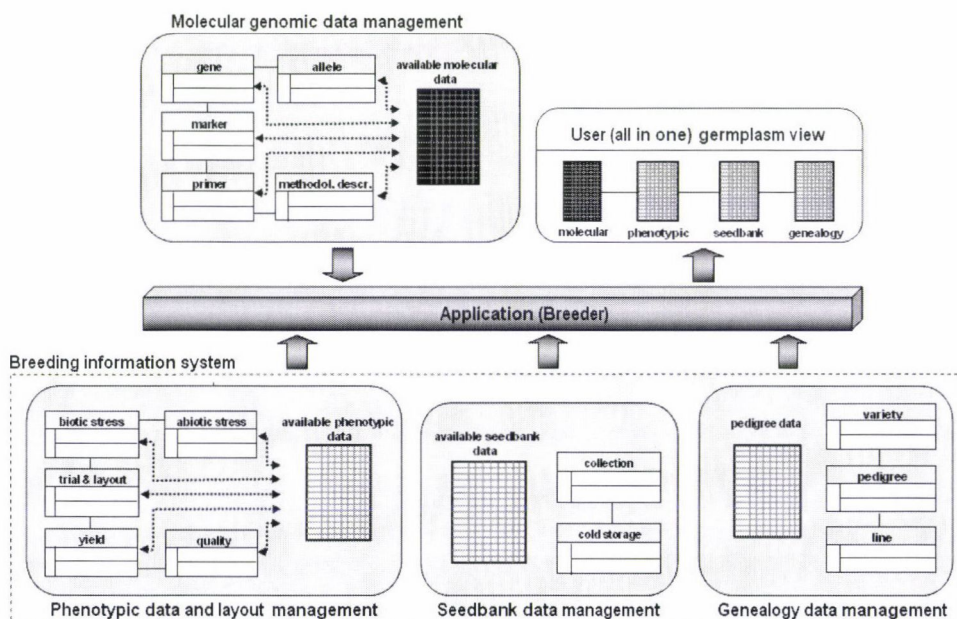 Molecular genomic data management
gene
allele
available molecular
data
marker
primer
methodol. descr.
User (all in one) germplasm view
molecular
phenotypic
seedbank
genealogy
Application (Breeder)
Breeding information system
biotic stress
abiotic stress
available phenotypic
data
trial & layout
yield
quality
Phenotypic data and layout management
available seedbank
data
collection
cold storage
Seedbank data management
pedigree data
variety
pedigree
line
Genealogy data management